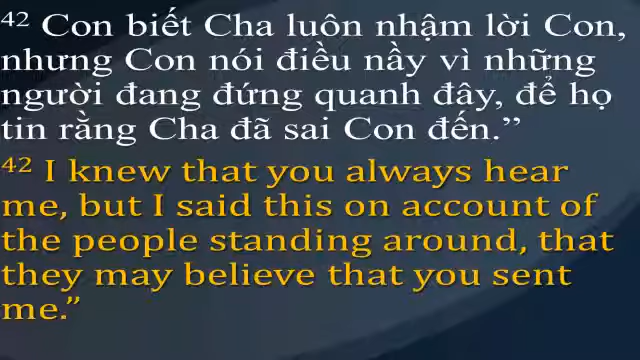 42 Con biết Cha luôn nhậm lời Con,
nhưng Con nói điều nầy vì những
người đang đứng quanh đây, để họ
tin rằng Cha đã sai Con đến.”
42 I knew that you always hear
me, but I said this on account of
the people standing around, that
they may believe that you sent
me.”